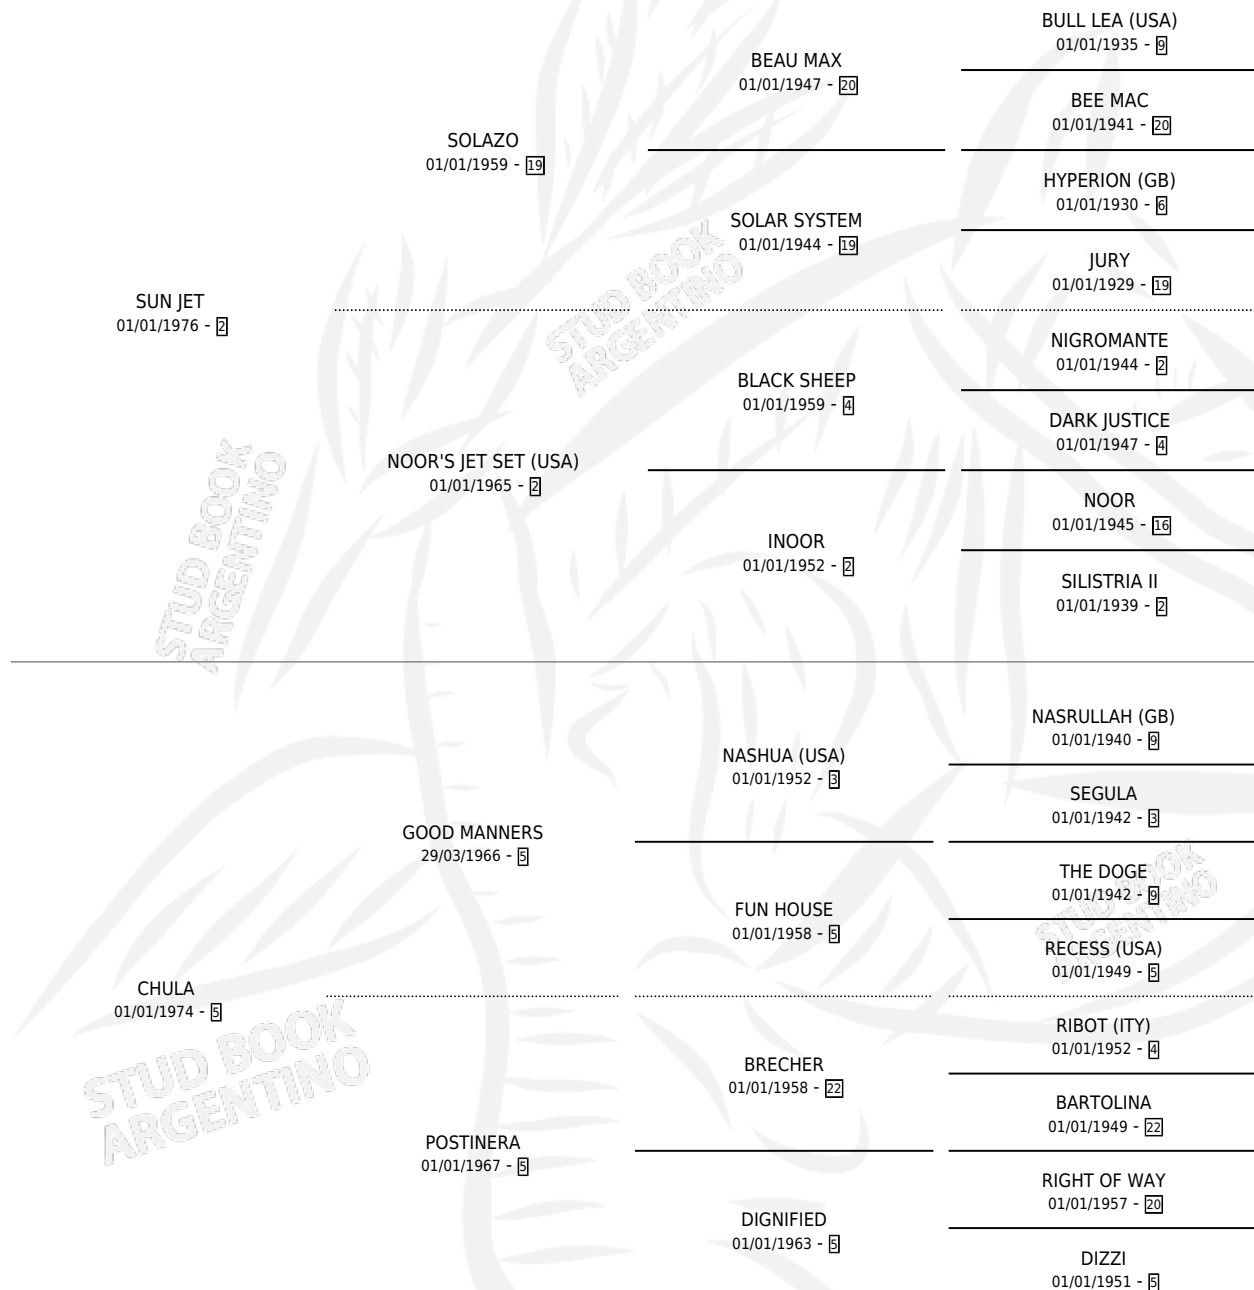 BULL LEA (USA)
01/01/1935 - 9
BEAU MAX
01/01/1947 - 20
BEE MAC
01/01/1941 - 20
SOLAZO
01/01/1959 - 19
HYPERION (GB)
01/01/1930 - 6
SOLAR SYSTEM
01/01/1944 - 19
JURY
01/01/1929 - 19
SUN JET
01/01/1976 - 2
STUD BOOK
ARGENTINO
NIGROMANTE
01/01/1944 - 2
BLACK SHEEP
01/01/1959 - 4
DARK JUSTICE
01/01/1947 - 4
NOOR'S JET SET (USA)
01/01/1965 - 2
NOOR
01/01/1945 - 16
INOOR
01/01/1952 - 2
SILISTRIA II
01/01/1939 - 2
STUD BOOK
ARGENTINO
NASRULLAH (GB)
01/01/1940 - 9
NASHUA (USA)
01/01/1952 - 3
SEGULA
01/01/1942 - 3
GOOD MANNERS
29/03/1966 - 5
THE DOGE
01/01/1942 - 9
FUN HOUSE
01/01/1958 - 5
STUD BOOK
ARGENTINO
RECESS (USA)
01/01/1949 - 5
CHULA
01/01/1974 - 5
RIBOT (ITY)
01/01/1952 - 4
BRECHER
01/01/1958 - 22
STUD BOOK
ARGENTINO
BARTOLINA
01/01/1949 - 22
POSTINERA
01/01/1967 - 5
RIGHT OF WAY
01/01/1957 - 20
DIGNIFIED
01/01/1963 - 5
DIZZI
01/01/1951 - 5